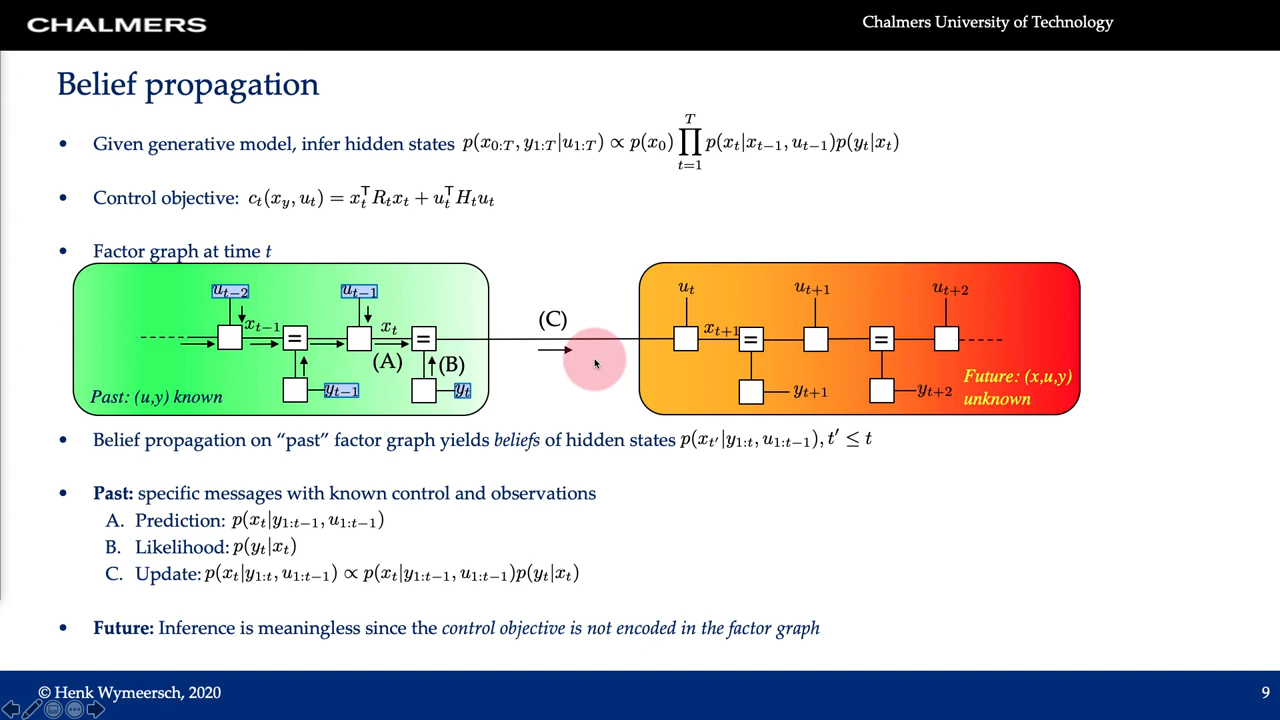 CHALMERS
Chalmers University of Technology
Belief propagation
• Given generative model, infer hidden states p(x_{0:T}, y_{1:T}|u_{1:T}) ∝ p(x_0) ∏_{t=1}^{T} p(x_t|x_{t−1}, u_{t−1})p(y_t|x_t)
• Control objective: c_t(x_y, u_t) = x_t^T R_t x_t + u_t^T H_t u_t
• Factor graph at time t
u_{t−2} u_{t−1} u_t u_{t+1} u_{t+2}
(C)
x_{t−1} x_t x_{t+1}
= = = =
(A) (B)
y_{t−1} y_t y_{t+1} y_{t+2}
Past: (u,y) known
Future: (x,u,y)
unknown
• Belief propagation on “past” factor graph yields beliefs of hidden states p(x_{t′}|y_{1:t}, u_{1:t−1}), t′ ≤ t
• Past: specific messages with known control and observations
A. Prediction: p(x_t|y_{1:t−1}, u_{1:t−1})
B. Likelihood: p(y_t|x_t)
C. Update: p(x_t|y_{1:t}, u_{1:t−1}) ∝ p(x_t|y_{1:t−1}, u_{1:t−1})p(y_t|x_t)
• Future: Inference is meaningless since the control objective is not encoded in the factor graph
© Henk Wymeersch, 2020
9